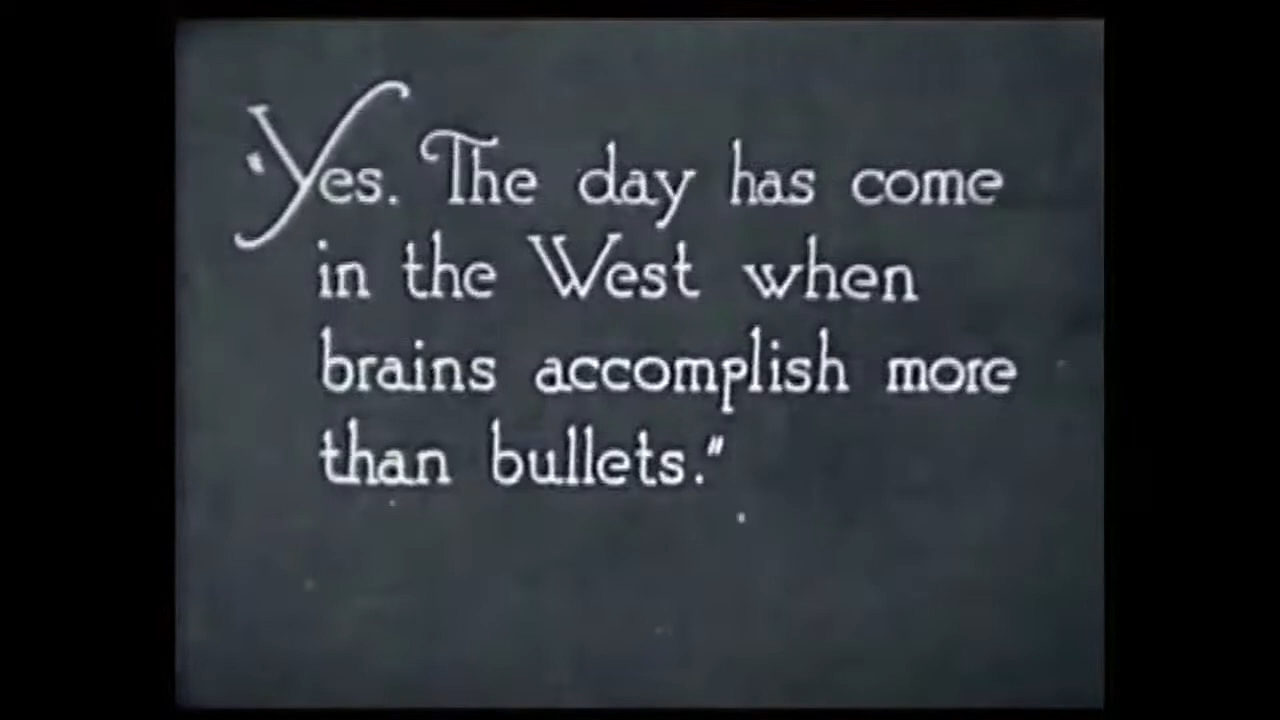 "Yes. The day has come
in the West when
brains accomplish more
than bullets."